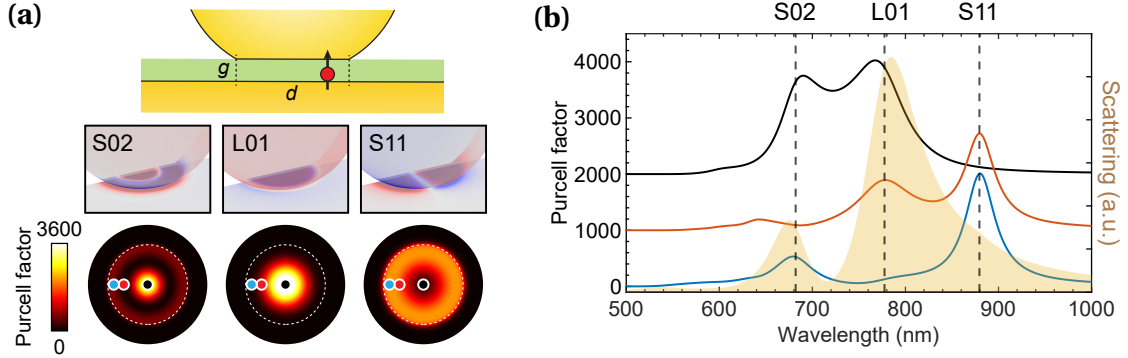 (a)
g
d
S02
L01
S11
3600
Purcell factor
0
(b)
S02
L01
S11
Purcell factor
4000
3000
2000
1000
0
500
600
700
800
900
1000
Wavelength (nm)
Scattering (a.u.)